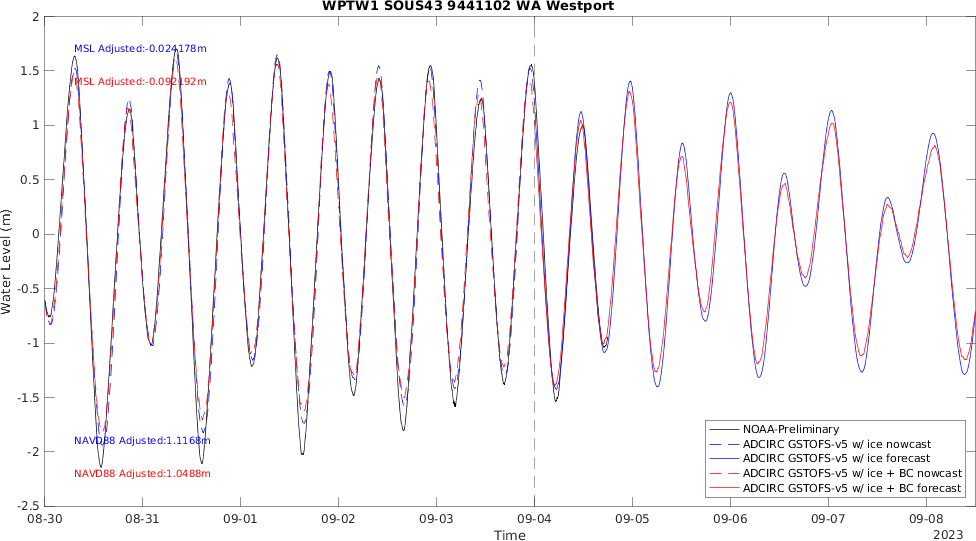 WPTW1 SOUS43 9441102 WA Westport
2
1.5
1
0.5
0
-0.5
-1
-1.5
-2
-2.5
Water Level (m)
MSL Adjusted:-0.024178m
MSL Adjusted:-0.092192m
NAVD88 Adjusted:1.1168m
NAVD88 Adjusted:1.0488m
NOAA-Preliminary
ADCIRC GSTOFS-v5 w/ ice nowcast
ADCIRC GSTOFS-v5 w/ ice forecast
ADCIRC GSTOFS-v5 w/ ice + BC nowcast
ADCIRC GSTOFS-v5 w/ ice + BC forecast
08-30 08-31 09-01 09-02 09-03 09-04 09-05 09-06 09-07 09-08
Time
2023